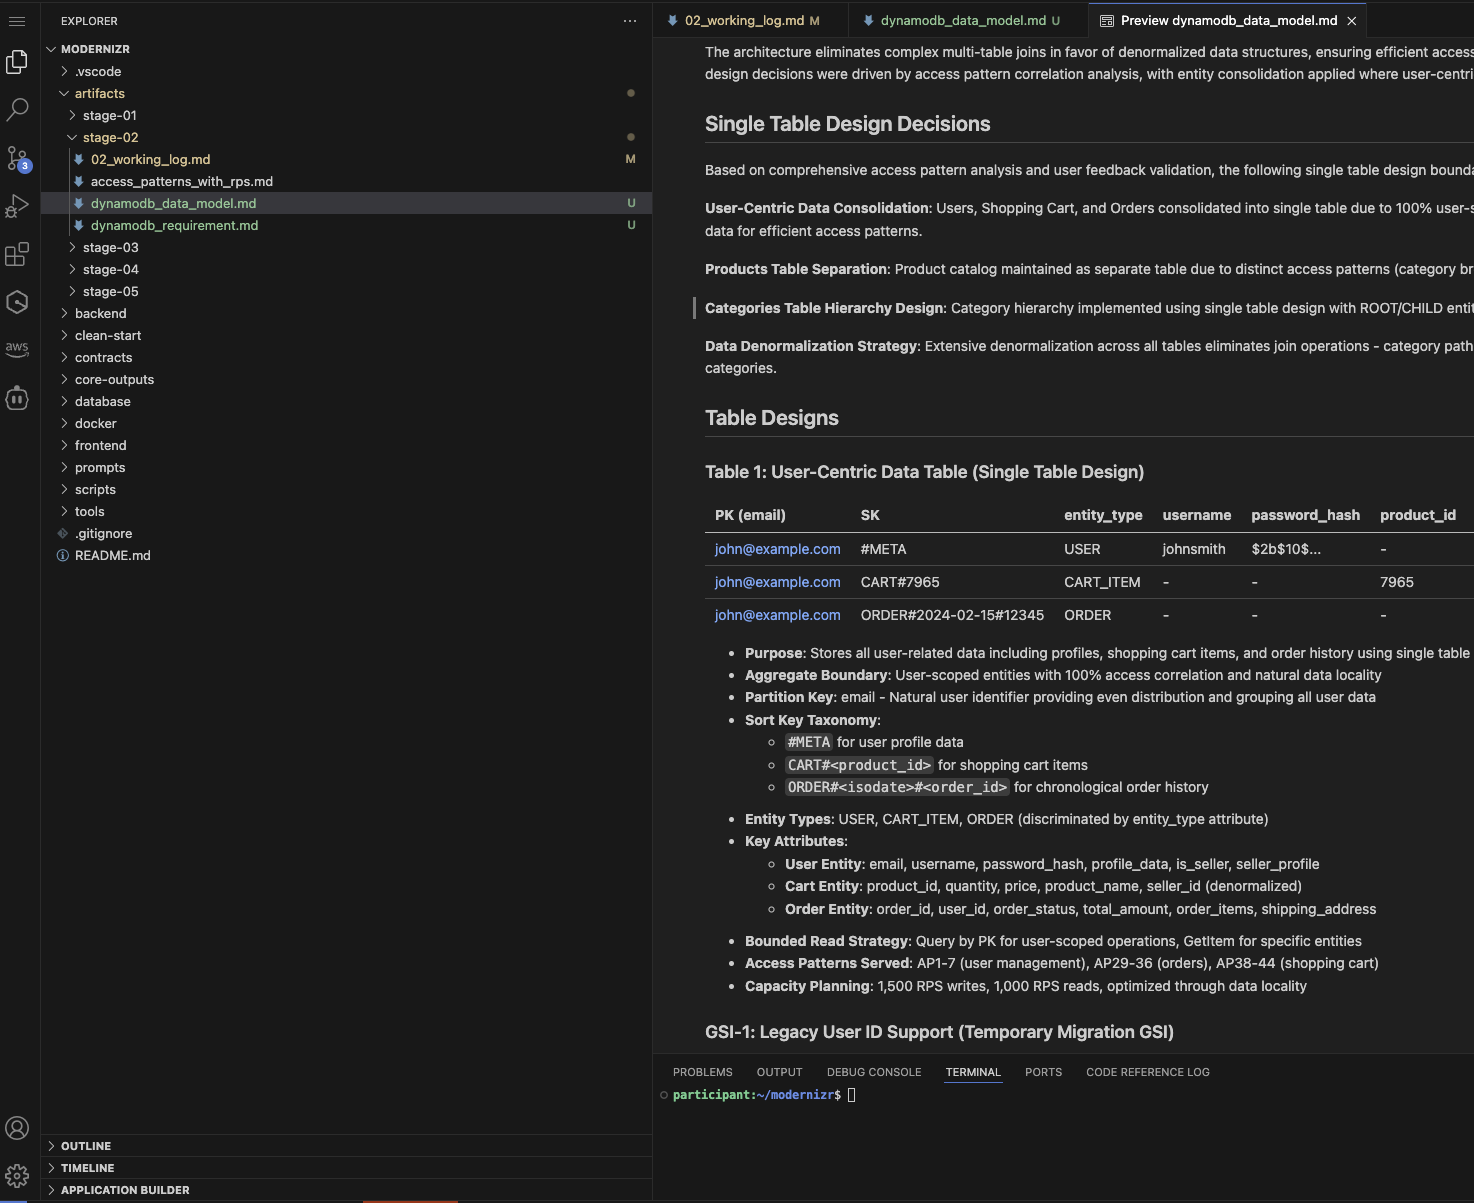 EXPLORER
···
MODERNIZR
.vscode
artifacts
stage-01
stage-02
02_working_log.md M
access_patterns_with_rps.md
dynamodb_data_model.md U
dynamodb_requirement.md U
stage-03
stage-04
stage-05
backend
clean-start
contracts
core-outputs
database
docker
frontend
prompts
scripts
tools
.gitignore
README.md
3
aws
OUTLINE
TIMELINE
APPLICATION BUILDER
02_working_log.md M
dynamodb_data_model.md U
Preview dynamodb_data_model.md
The architecture eliminates complex multi-table joins in favor of denormalized data structures, ensuring efficient access
design decisions were driven by access pattern correlation analysis, with entity consolidation applied where user-centri
Single Table Design Decisions
Based on comprehensive access pattern analysis and user feedback validation, the following single table design bounda
User-Centric Data Consolidation: Users, Shopping Cart, and Orders consolidated into single table due to 100% user-s
data for efficient access patterns.
Products Table Separation: Product catalog maintained as separate table due to distinct access patterns (category br
Categories Table Hierarchy Design: Category hierarchy implemented using single table design with ROOT/CHILD entit
Data Denormalization Strategy: Extensive denormalization across all tables eliminates join operations - category path
categories.
Table Designs
Table 1: User-Centric Data Table (Single Table Design)
PK (email) SK entity_type username password_hash product_id
john@example.com #META USER johnsmith $2b$10$... -
john@example.com CART#7965 CART_ITEM - - 7965
john@example.com ORDER#2024-02-15#12345 ORDER - - -
• Purpose: Stores all user-related data including profiles, shopping cart items, and order history using single table
• Aggregate Boundary: User-scoped entities with 100% access correlation and natural data locality
• Partition Key: email - Natural user identifier providing even distribution and grouping all user data
• Sort Key Taxonomy:
◦ #META for user profile data
◦ CART#<product_id> for shopping cart items
◦ ORDER#<isodate>#<order_id> for chronological order history
• Entity Types: USER, CART_ITEM, ORDER (discriminated by entity_type attribute)
• Key Attributes:
◦ User Entity: email, username, password_hash, profile_data, is_seller, seller_profile
◦ Cart Entity: product_id, quantity, price, product_name, seller_id (denormalized)
◦ Order Entity: order_id, user_id, order_status, total_amount, order_items, shipping_address
• Bounded Read Strategy: Query by PK for user-scoped operations, GetItem for specific entities
• Access Patterns Served: AP1-7 (user management), AP29-36 (orders), AP38-44 (shopping cart)
• Capacity Planning: 1,500 RPS writes, 1,000 RPS reads, optimized through data locality
GSI-1: Legacy User ID Support (Temporary Migration GSI)
PROBLEMS OUTPUT DEBUG CONSOLE TERMINAL PORTS CODE REFERENCE LOG
participant:~/modernizr$